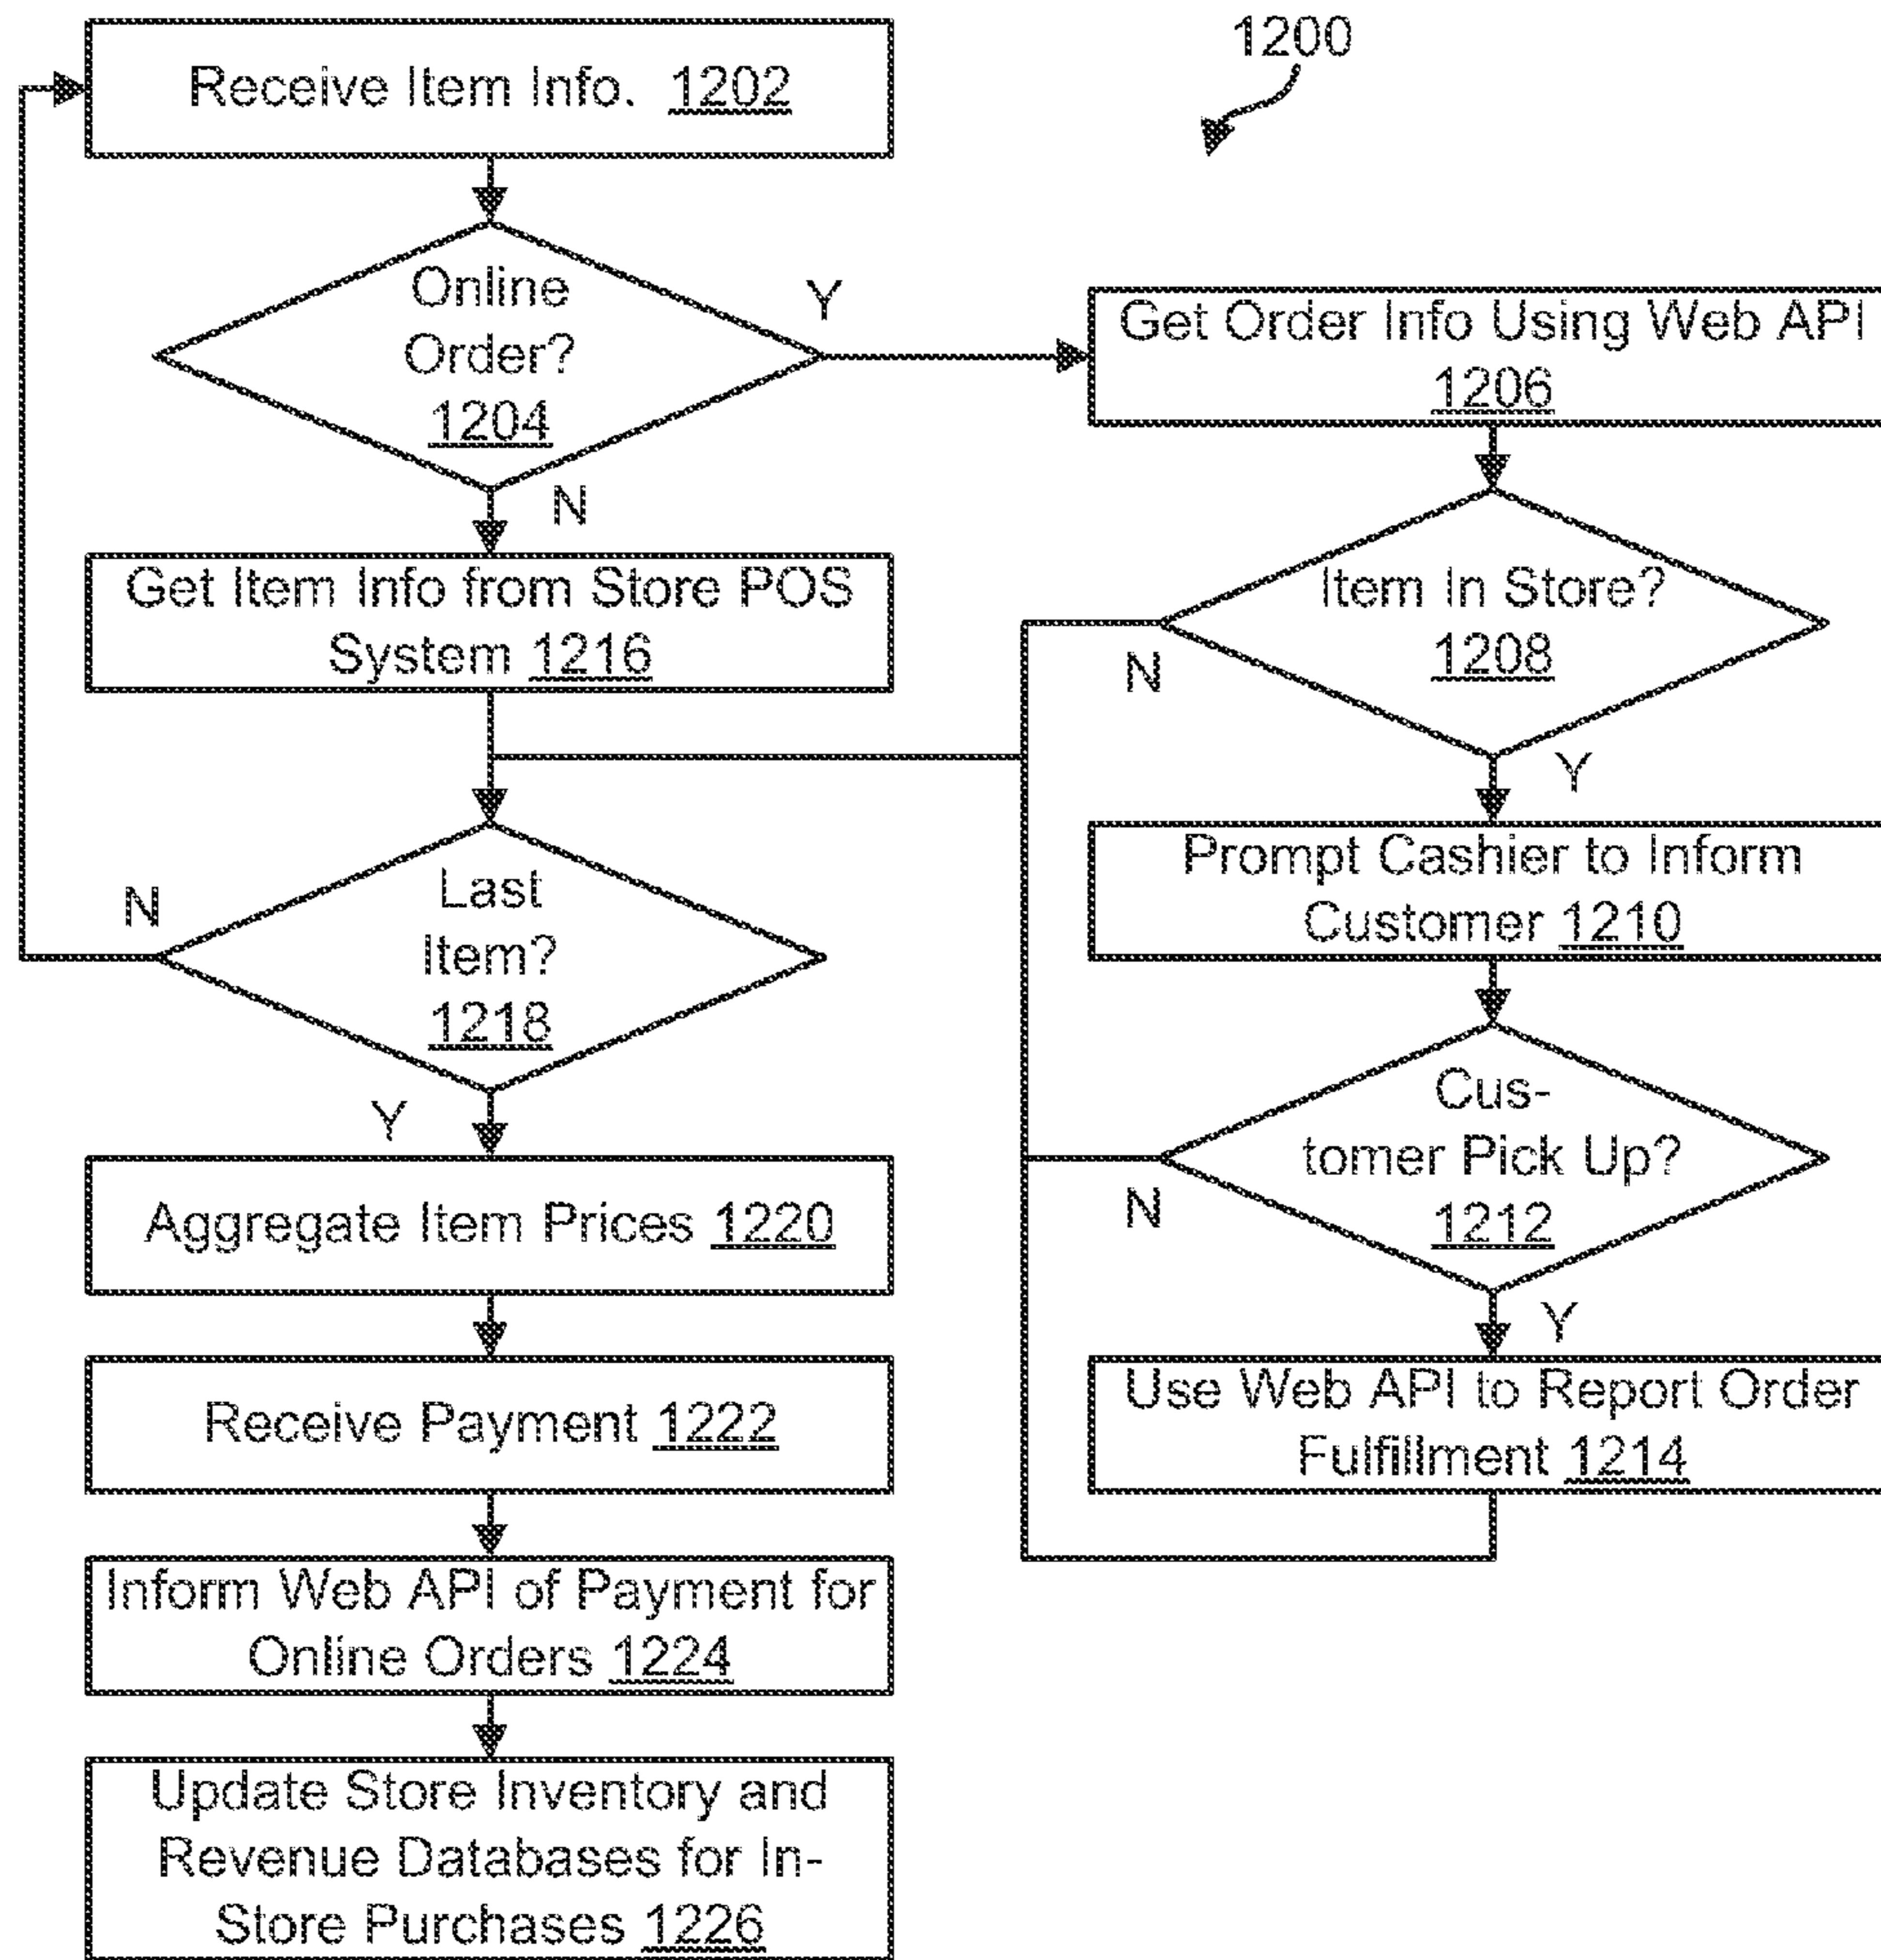 1200
Receive Item Info. 1202
Online
Order?
1204
Y
N
Get Order Info Using Web API
1206
Item In Store?
1208
N
Y
Get Item Info from Store POS
System 1216
Prompt Cashier to Inform
Customer 1210
Last
Item?
1218
N
Y
Cus-
tomer Pick Up?
1212
N
Y
Use Web API to Report Order
Fulfillment 1214
Aggregate Item Prices 1220
Receive Payment 1222
Inform Web API of Payment for
Online Orders 1224
Update Store Inventory and
Revenue Databases for In-
Store Purchases 1226